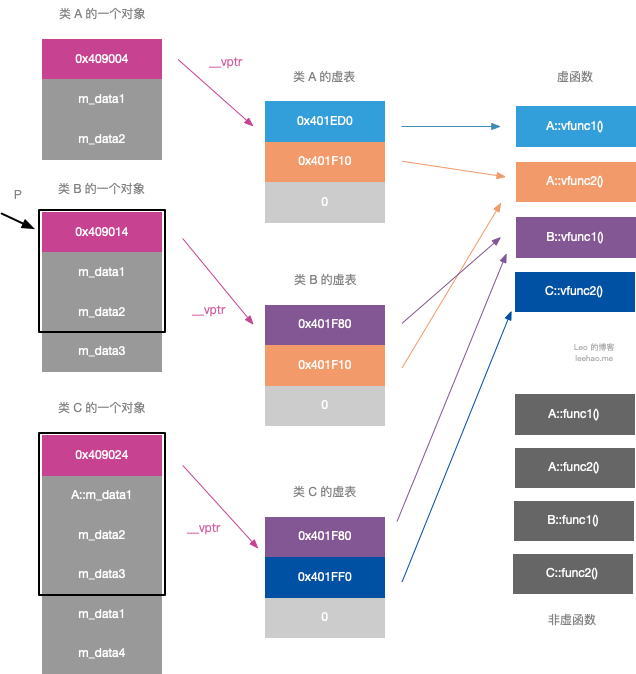 类 A 的一个对象
0x409004
m_data1
m_data2
__vptr
类 A 的虚表
0x401ED0
0x401F10
0
虚函数
A::vfunc1()
A::vfunc2()
B::vfunc1()
C::vfunc2()
P
类 B 的一个对象
0x409014
m_data1
m_data2
m_data3
__vptr
类 B 的虚表
0x401F80
0x401F10
0
Leo 的博客
leehao.me
类 C 的一个对象
0x409024
A::m_data1
m_data2
m_data3
m_data1
m_data4
__vptr
类 C 的虚表
0x401F80
0x401FF0
0
A::func1()
A::func2()
B::func1()
C::func2()
非虚函数